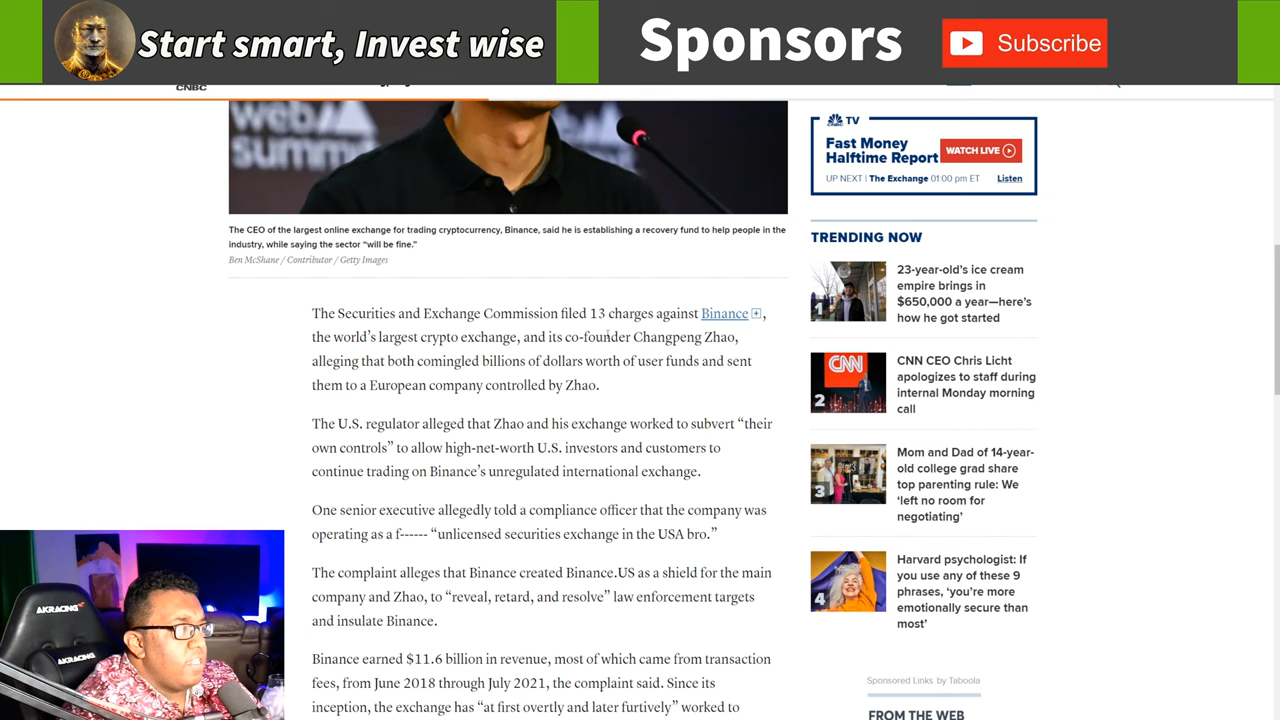 Start smart, Invest wise
Sponsors
Subscribe
CNBC
web
summ
TV
Fast Money
Halftime Report
WATCH LIVE
UP NEXT | The Exchange 01:00 pm ET
Listen
The CEO of the largest online exchange for trading cryptocurrency, Binance, said he is establishing a recovery fund to help people in the
industry, while saying the sector “will be fine.”
Ben McShane / Contributor / Getty Images
The Securities and Exchange Commission filed 13 charges against Binance,
the world’s largest crypto exchange, and its co-founder Changpeng Zhao,
alleging that both comingled billions of dollars worth of user funds and sent
them to a European company controlled by Zhao.
The U.S. regulator alleged that Zhao and his exchange worked to subvert “their
own controls” to allow high-net-worth U.S. investors and customers to
continue trading on Binance’s unregulated international exchange.
One senior executive allegedly told a compliance officer that the company was
operating as a f------ “unlicensed securities exchange in the USA bro.”
The complaint alleges that Binance created Binance.US as a shield for the main
company and Zhao, to “reveal, retard, and resolve” law enforcement targets
and insulate Binance.
Binance earned $11.6 billion in revenue, most of which came from transaction
fees, from June 2018 through July 2021, the complaint said. Since its
inception, the exchange has “at first overtly and later furtively” worked to
TRENDING NOW
1
23-year-old’s ice cream
empire brings in
$650,000 a year—here’s
how he got started
CNN
2
CNN CEO Chris Licht
apologizes to staff during
internal Monday morning
call
3
Mom and Dad of 14-year-
old college grad share
top parenting rule: We
‘left no room for
negotiating’
4
Harvard psychologist: If
you use any of these 9
phrases, ‘you’re more
emotionally secure than
most’
Sponsored Links by Taboola
FROM THE WEB
AKRACING
AKRACING